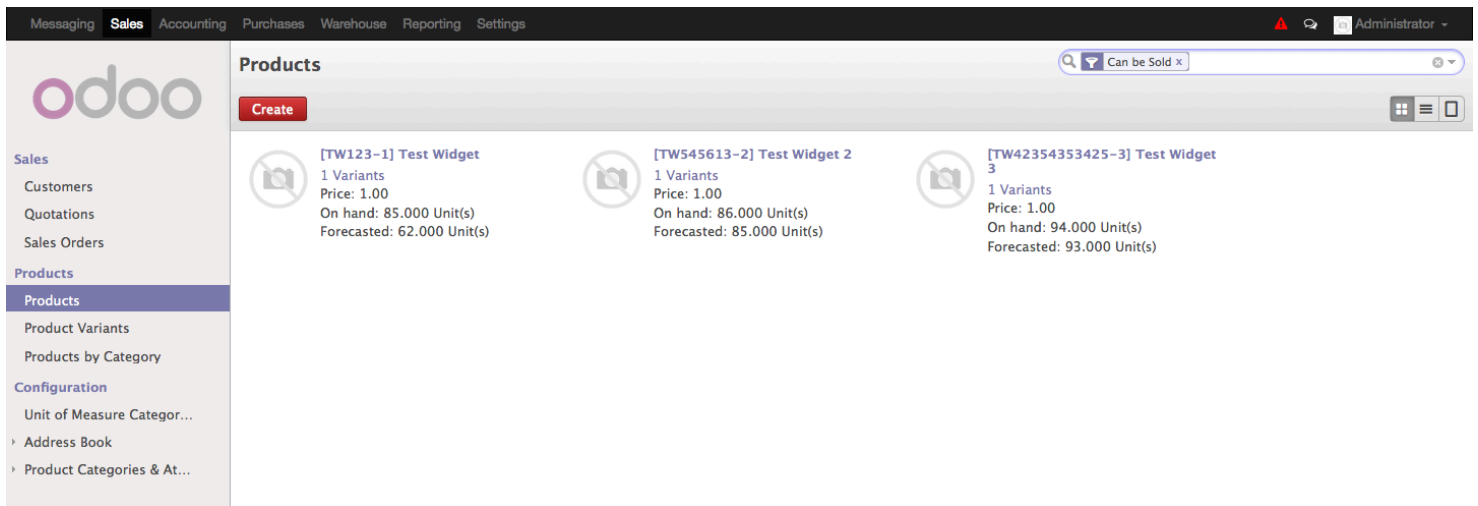 Messaging Sales Accounting Purchases Warehouse Reporting Settings Administrator
odoo
Products
Can be Sold x
Create
Sales
Customers
Quotations
Sales Orders
Products
Products
Product Variants
Products by Category
Configuration
Unit of Measure Categor...
Address Book
Product Categories & At...
[TW123-1] Test Widget
1 Variants
Price: 1.00
On hand: 85.000 Unit(s)
Forecasted: 62.000 Unit(s)
[TW545613-2] Test Widget 2
1 Variants
Price: 1.00
On hand: 86.000 Unit(s)
Forecasted: 85.000 Unit(s)
[TW42354353425-3] Test Widget
3
1 Variants
Price: 1.00
On hand: 94.000 Unit(s)
Forecasted: 93.000 Unit(s)